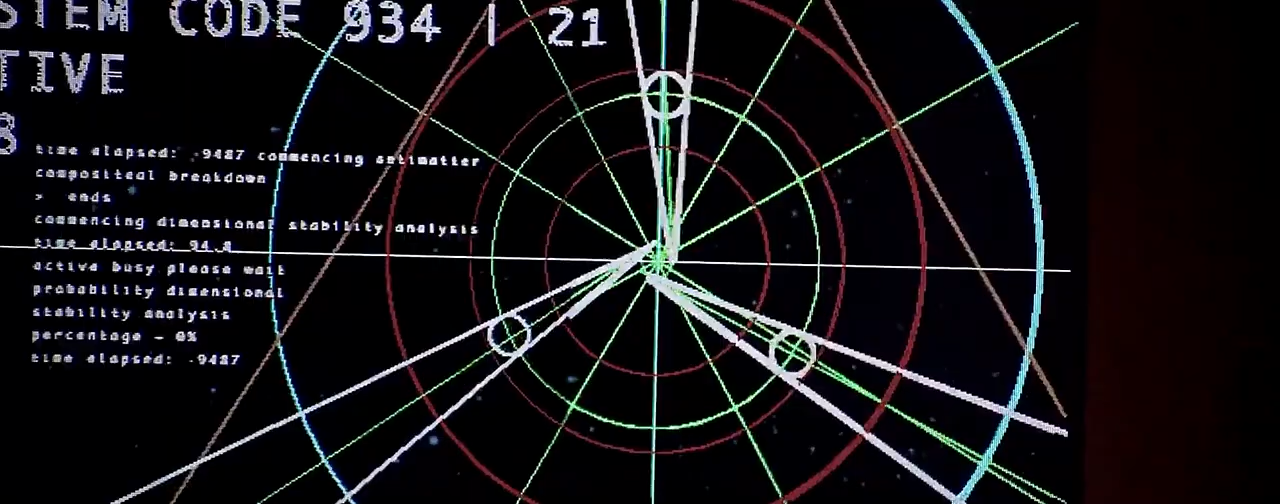 STEM CODE 934 | 21
TIVE
8
time elapsed: -9487 commencing antimatter
compositeal breakdown
> ends
commencing dimensional stability analysis
time elapsed: 94.8
active busy please wait
probability dimensional
stability analysis
percentage - 0%
time elapsed: -9487